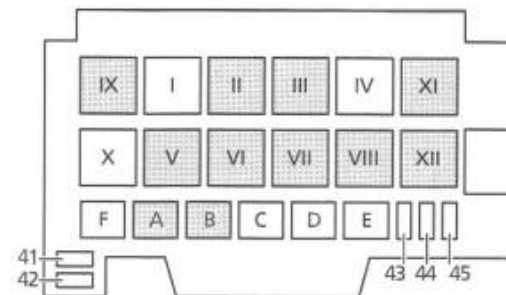 IX I II III IV XI
X V VI VII VIII XII
F A B C D E
41
42
43 44 45